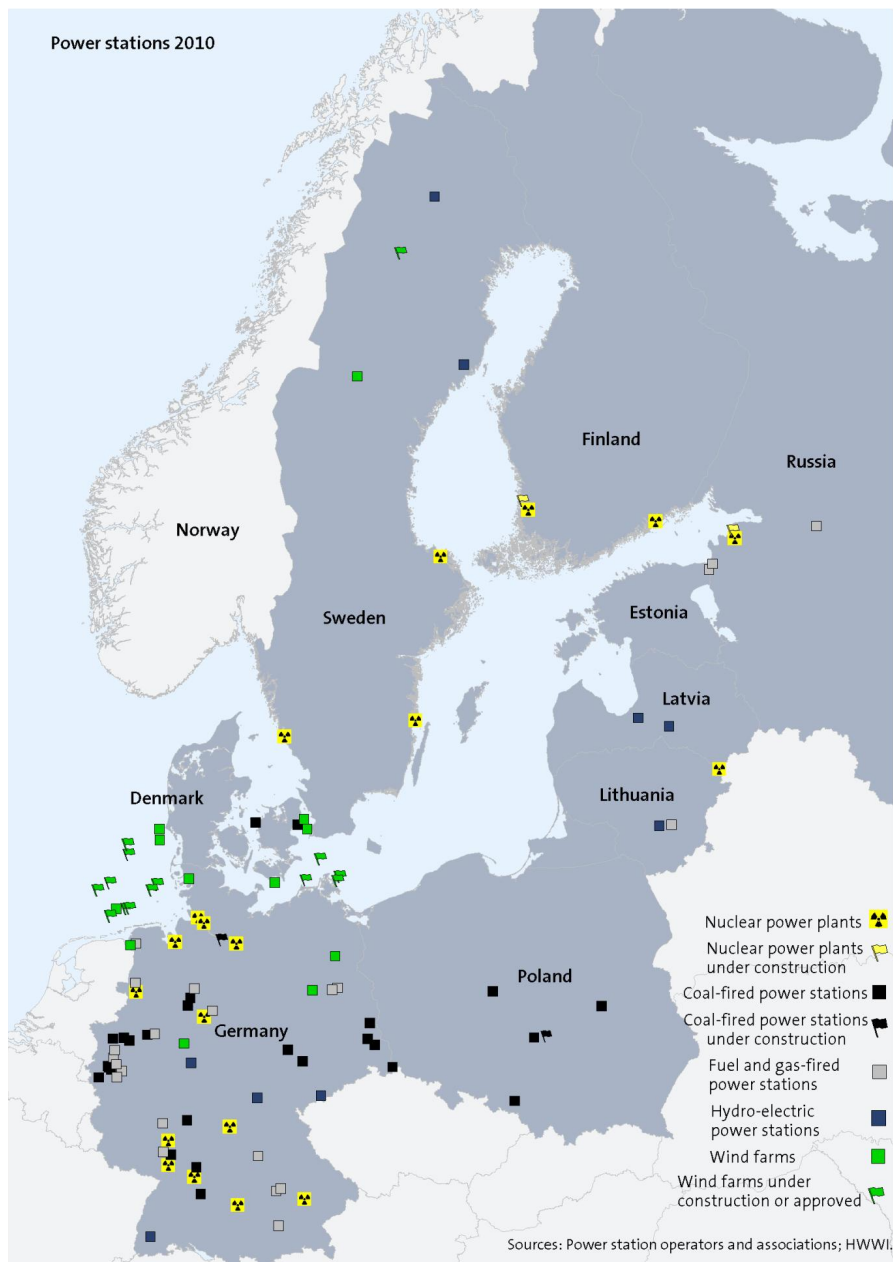 Power stations 2010
Finland
Russia
Norway
Sweden
Estonia
Latvia
Denmark
Lithuania
Poland
Germany
Nuclear power plants
Nuclear power plants
under construction
Coal-fired power stations
Coal-fired power stations
under construction
Fuel and gas-fired
power stations
Hydro-electric
power stations
Wind farms
Wind farms under
construction or approved
Sources: Power station operators and associations; HWWI.